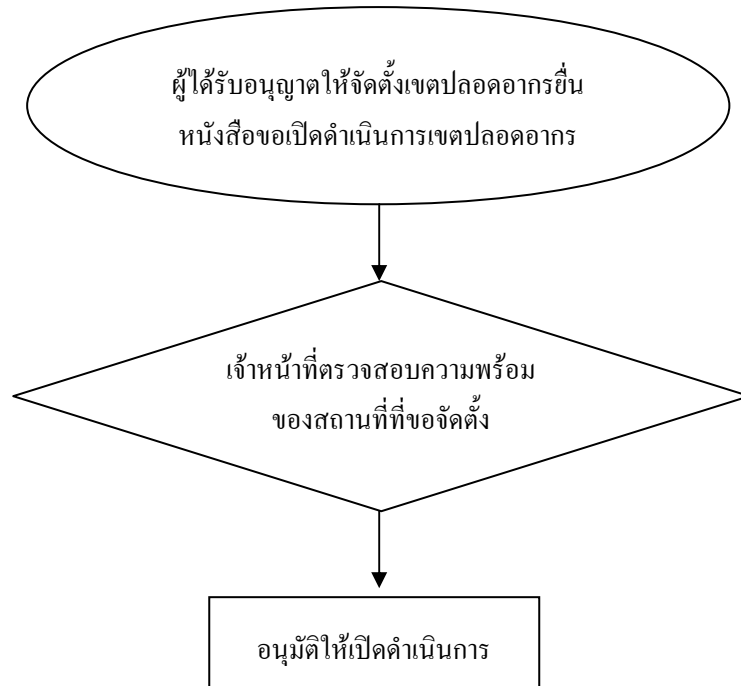 ผู้ได้รับอนุญาตให้จัดตั้งเขตปลอดอากรยื่น
หนังสือขอเปิดดำเนินการเขตปลอดอากร
เจ้าหน้าที่ตรวจสอบความพร้อม
ของสถานที่ที่ขอจัดตั้ง
อนุมัติให้เปิดดำเนินการ